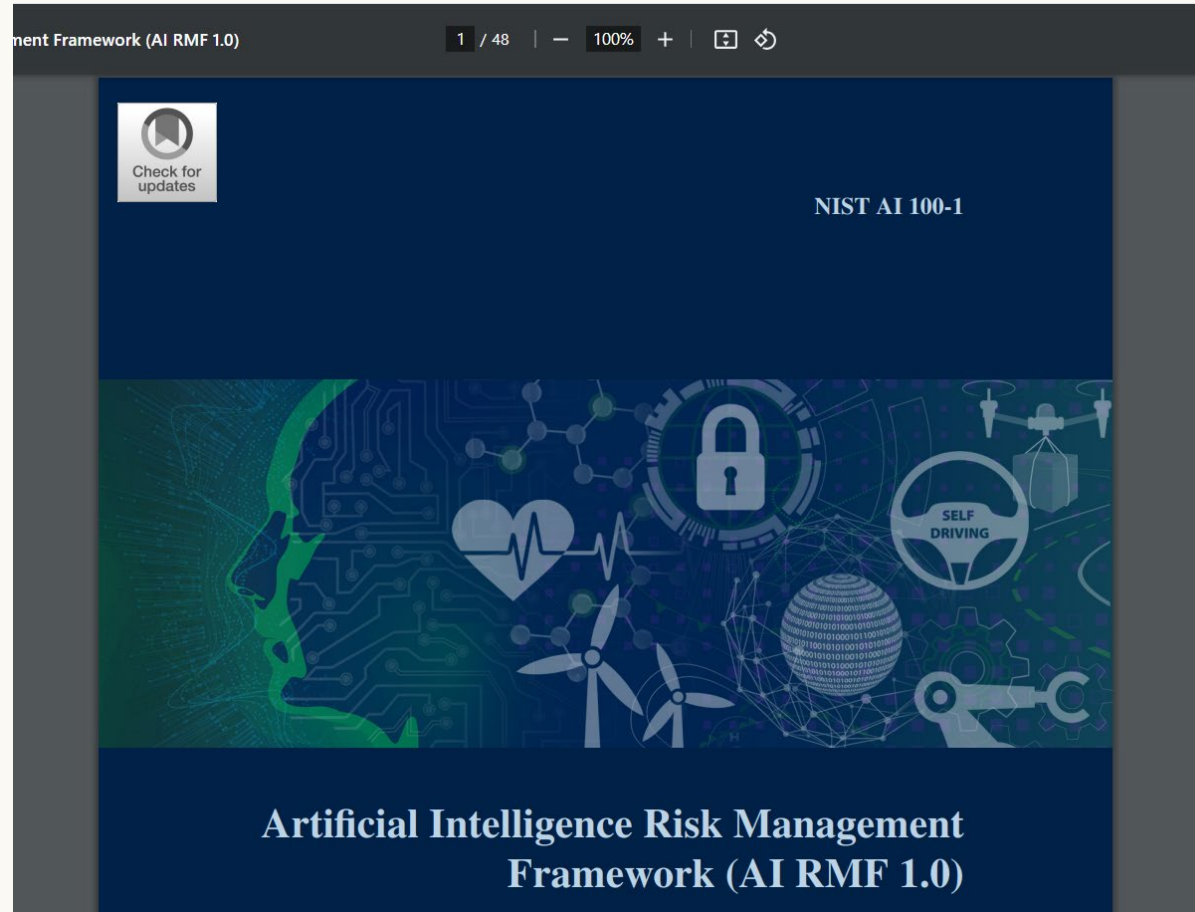 ment Framework (AI RMF 1.0)
1 / 48 | − 100% + |
Check for
updates
NIST AI 100-1
SELF
DRIVING
Artificial Intelligence Risk Management
Framework (AI RMF 1.0)